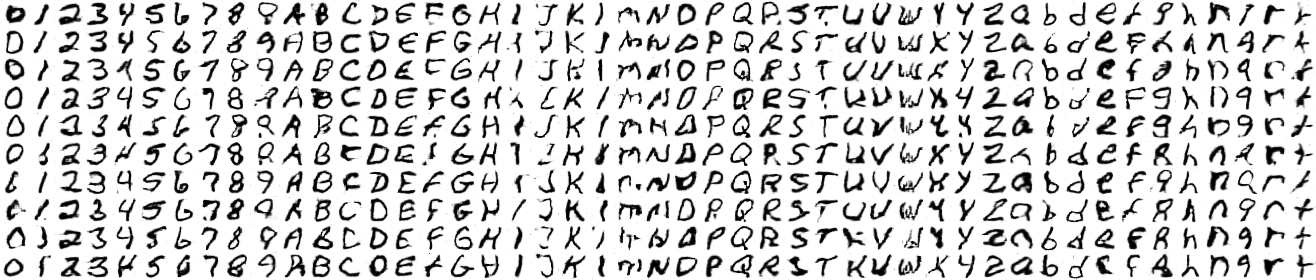 0 1 2 3 4 5 6 7 8 9 A B C D E F G H I J K I m N O P Q R S T U V W X Y Z a b d e f g h n q r t
0 1 2 3 4 5 6 7 8 9 A B C D E F G H I J K I m N O P Q R S T U V W X Y Z a b d e f g h n q r t
0 1 2 3 4 5 6 7 8 9 A B C D E F G H I J K I m N O P Q R S T U V W X Y Z a b d e f g h n q r t
0 1 2 3 4 5 6 7 8 9 A B C D E F G H I J K I m N O P Q R S T U V W X Y Z a b d e F g h n q r t
0 1 2 3 4 5 6 7 8 9 A B C D E F G H I J K I m N O P Q R S T U V W X Y Z a b d e f g h n q r t
0 1 2 3 4 5 6 7 8 9 A B C D E F G H I J K I m N O P Q R S T U V W X Y Z a b d e f g h n q r t
0 1 2 3 4 5 6 7 8 9 A B C D E F G H I J K I m N O P Q R S T U V W X Y Z a b d e f g h n q r t
0 1 2 3 4 5 6 7 8 9 A B C D E F G H I J K I m N O P Q R S T U V W X Y Z a b d e f g h n q r t
0 1 2 3 4 5 6 7 8 9 A B C D E F G H I J K I m N O P Q R S T U V W X Y Z a b d e f g h n q r t
0 1 2 3 4 5 6 7 8 9 A B C D E F G H I J K I m N O P Q R S T U V W X Y Z a b d e f g h n q r t